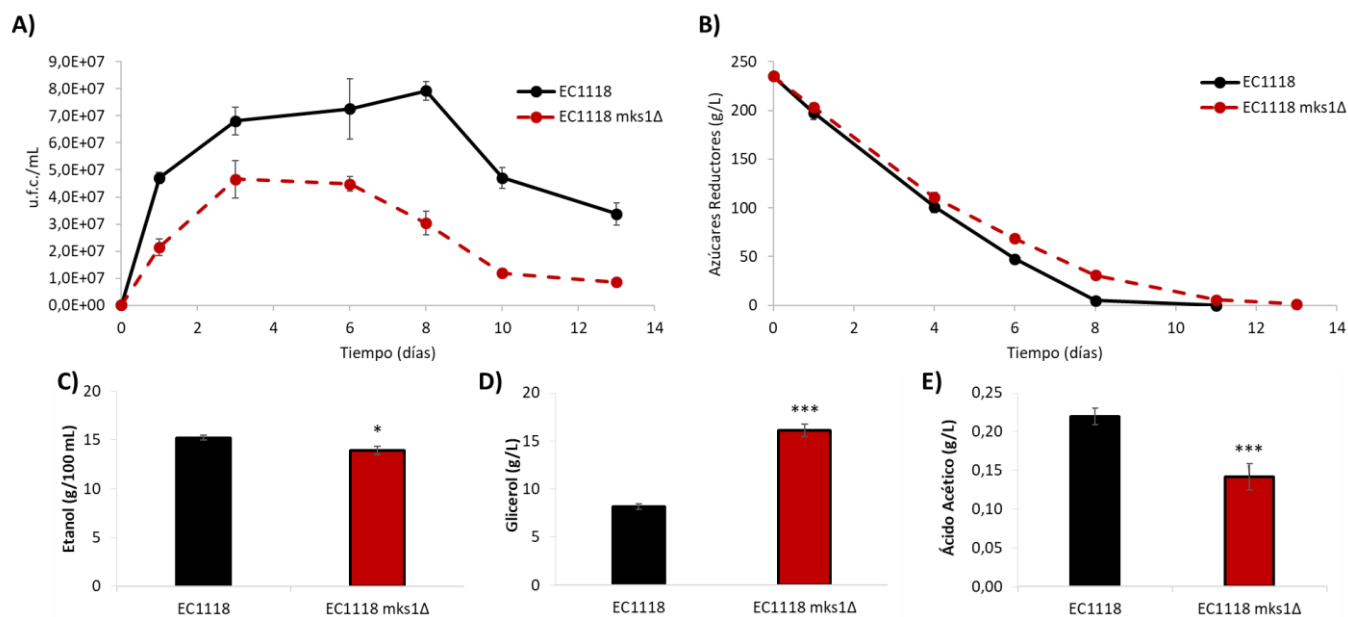 A)
9,0E+07
8,0E+07
7,0E+07
6,0E+07
5,0E+07
4,0E+07
3,0E+07
2,0E+07
1,0E+07
0,0E+00
u.f.c./mL
0 2 4 6 8 10 12 14
Tiempo (días)
EC1118
EC1118 mks1Δ
B)
250
200
150
100
50
0
Azúcares Reductores (g/L)
0 2 4 6 8 10 12 14
Tiempo (días)
EC1118
EC1118 mks1Δ
C)
20
15
10
5
0
Etanol (g/100 mL)
*
EC1118 EC1118 mks1Δ
D)
20
15
10
5
0
Glicerol (g/L)
***
EC1118 EC1118 mks1Δ
E)
0,25
0,20
0,15
0,10
0,05
0,00
Ácido Acético (g/L)
***
EC1118 EC1118 mks1Δ